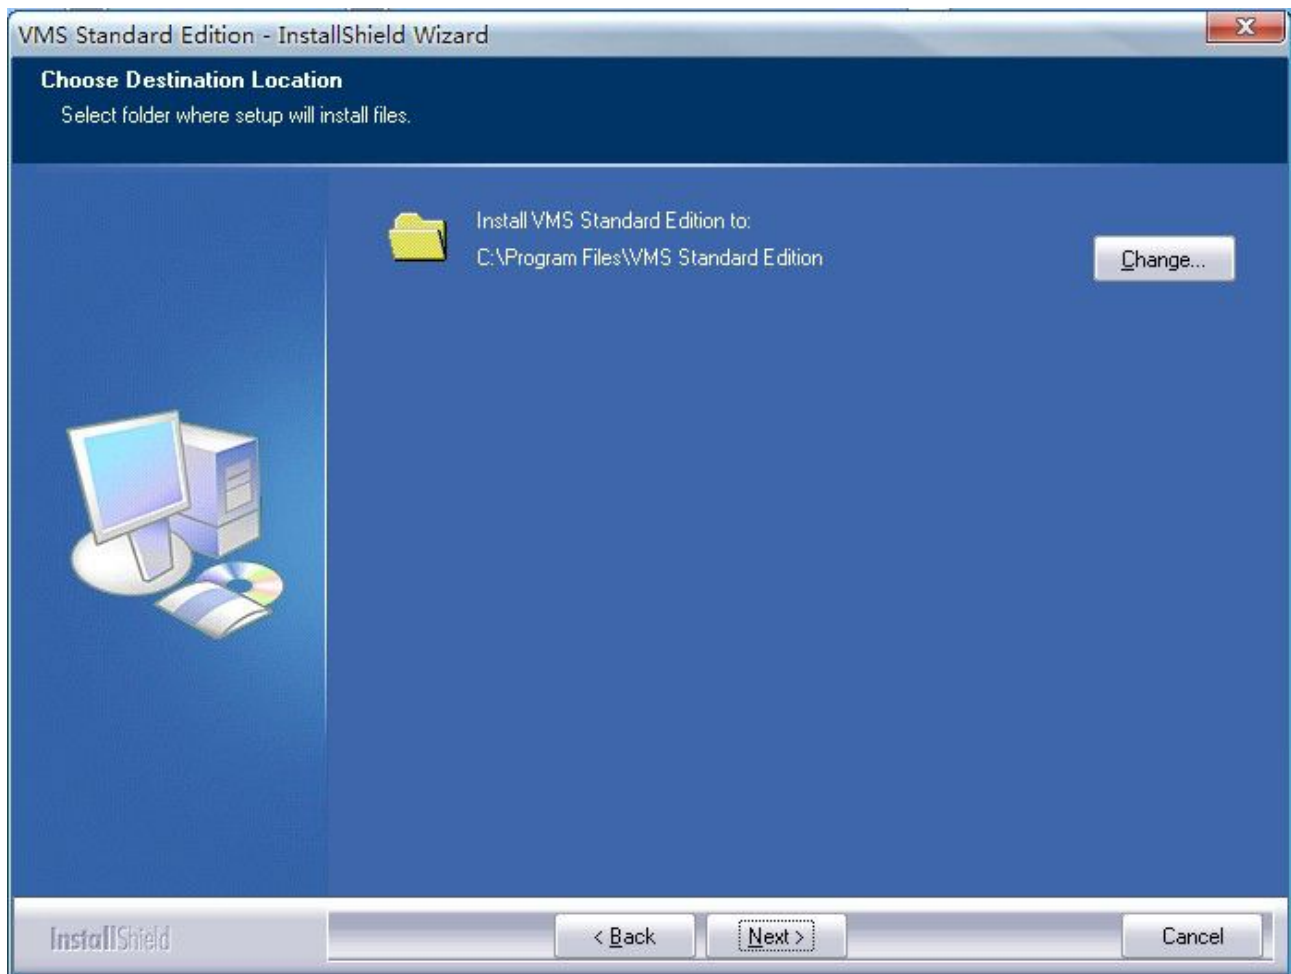 VMS Standard Edition - InstallShield Wizard
Choose Destination Location
Select folder where setup will install files.
Install VMS Standard Edition to:
C:\Program Files\VMS Standard Edition
Change...
InstallShield
< Back
Next >
Cancel